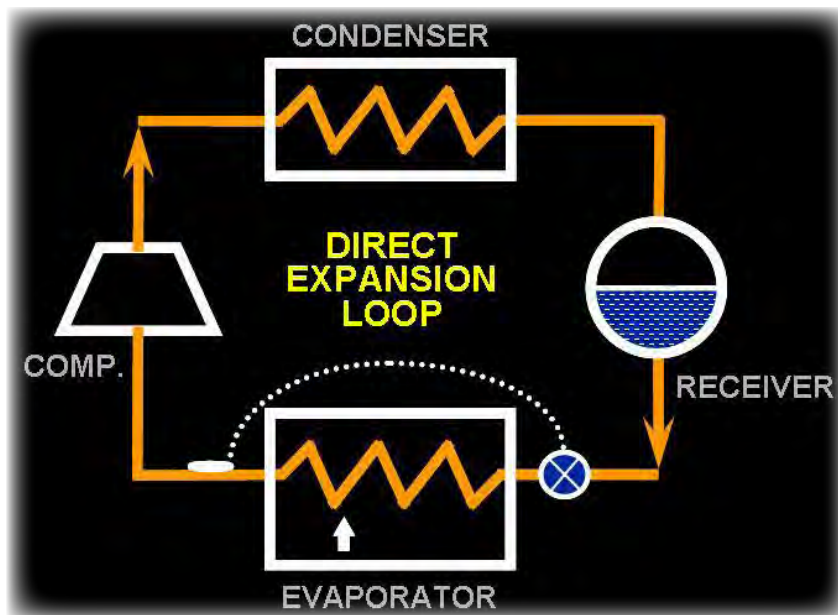 CONDENSER
DIRECT
EXPANSION
LOOP
COMP.
RECEIVER
EVAPORATOR